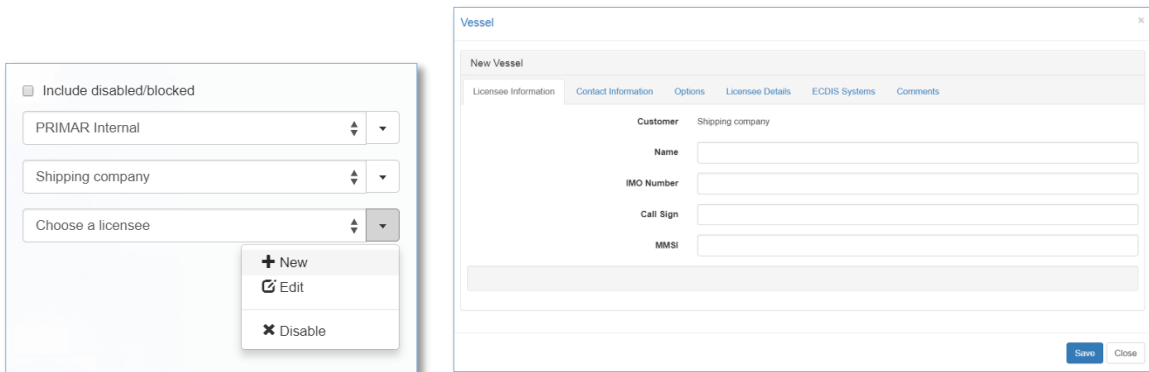 Include disabled/blocked
PRIMAR Internal
Shipping company
Choose a licensee
New
Edit
Disable
Vessel
×
New Vessel
Licensee Information Contact Information Options Licensee Details ECDIS Systems Comments
Customer Shipping company
Name
IMO Number
Call Sign
MMSI
Save Close